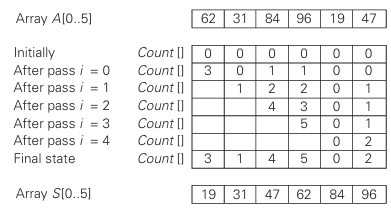 Array A[0..5] 62 31 84 96 19 47
Initially Count [] 0 0 0 0 0 0
After pass i = 0 Count [] 3 0 1 1 0 0
After pass i = 1 Count [] 1 2 2 0 1
After pass i = 2 Count [] 4 3 0 1
After pass i = 3 Count [] 5 0 1
After pass i = 4 Count [] 0 2
Final state Count [] 3 1 4 5 0 2
Array S[0..5] 19 31 47 62 84 96